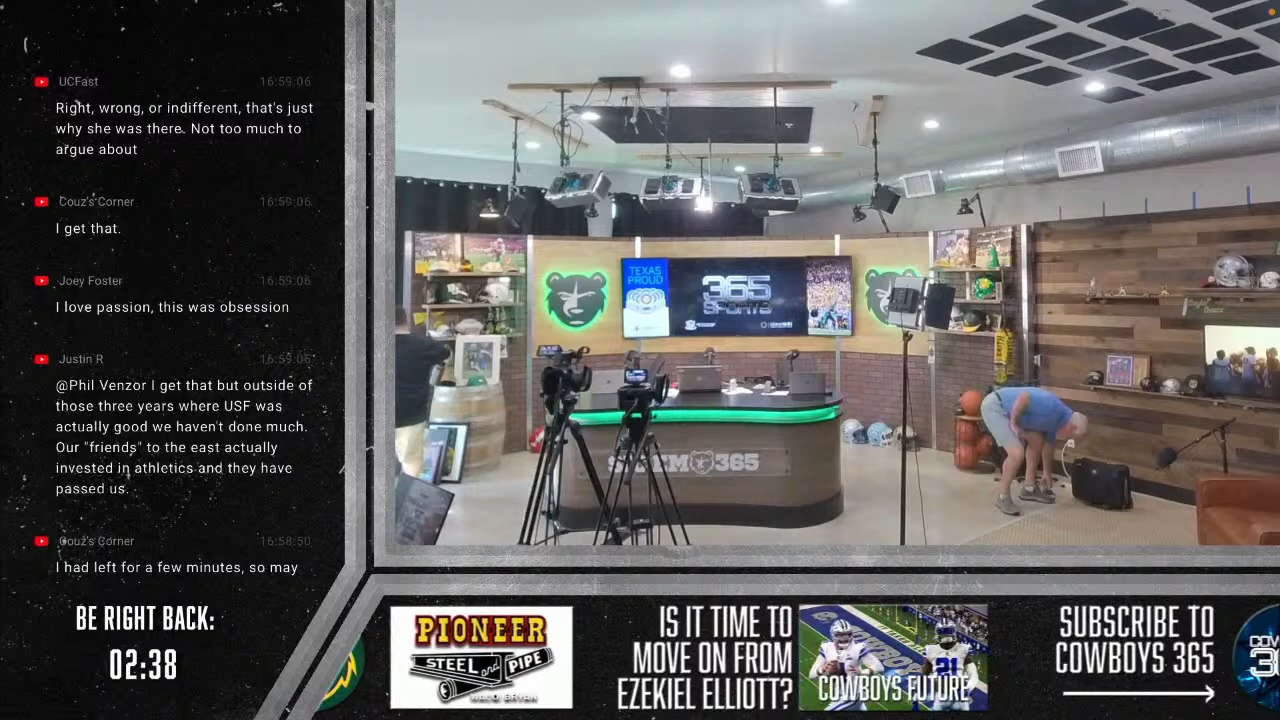 UCFast 16:59:06
Right, wrong, or indifferent, that's just
why she was there. Not too much to
argue about
Couz's Corner 16:59:06
I get that.
Joey Foster 16:59:06
I love passion, this was obsession
Justin R 16:59:06
@Phil Venzor I get that but outside of
those three years where USF was
actually good we haven't done much.
Our "friends" to the east actually
invested in athletics and they have
passed us.
Couz's Corner 16:58:50
I had left for a few minutes, so may
BE RIGHT BACK:
02:38
TEXAS
PROUD
365
SPORTS
365
PIONEER
STEEL and PIPE
WACO, BRYAN
IS IT TIME TO
MOVE ON FROM
EZEKIEL ELLIOTT?
21
COWBOYS FUTURE
SUBSCRIBE TO
COWBOYS 365